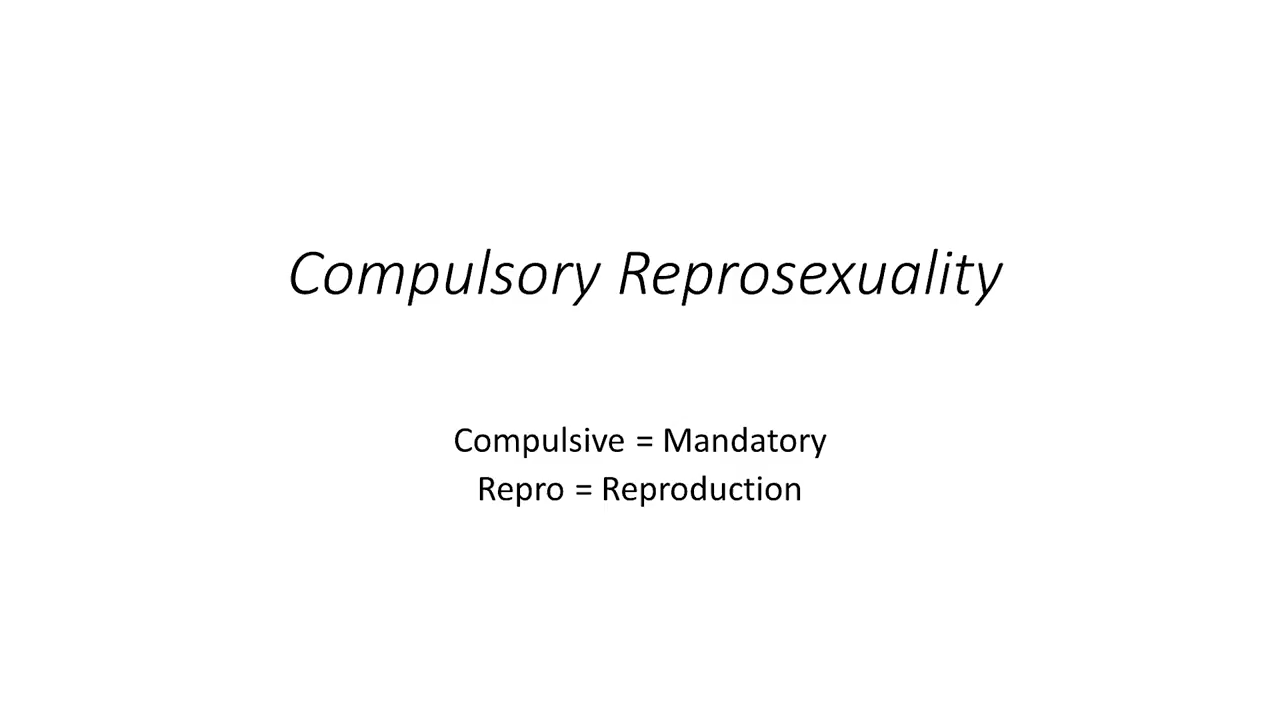 Compulsory Reprosexuality
Compulsive = Mandatory
Repro = Reproduction